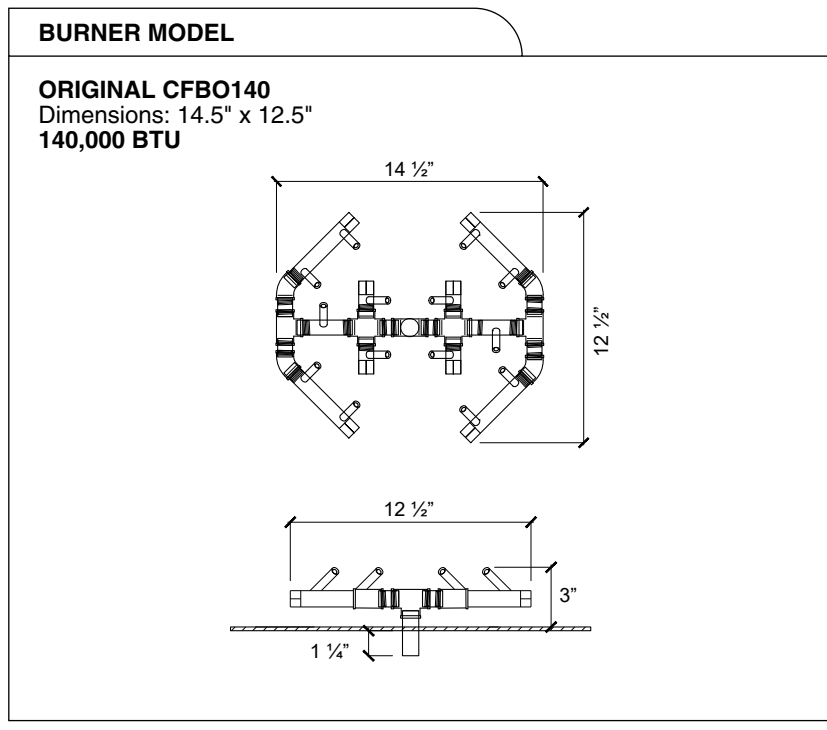 BURNER MODEL
ORIGINAL CFBO140
Dimensions: 14.5" x 12.5"
140,000 BTU
14 ½”
12 ½”
12 ½”
3”
1 ¼”